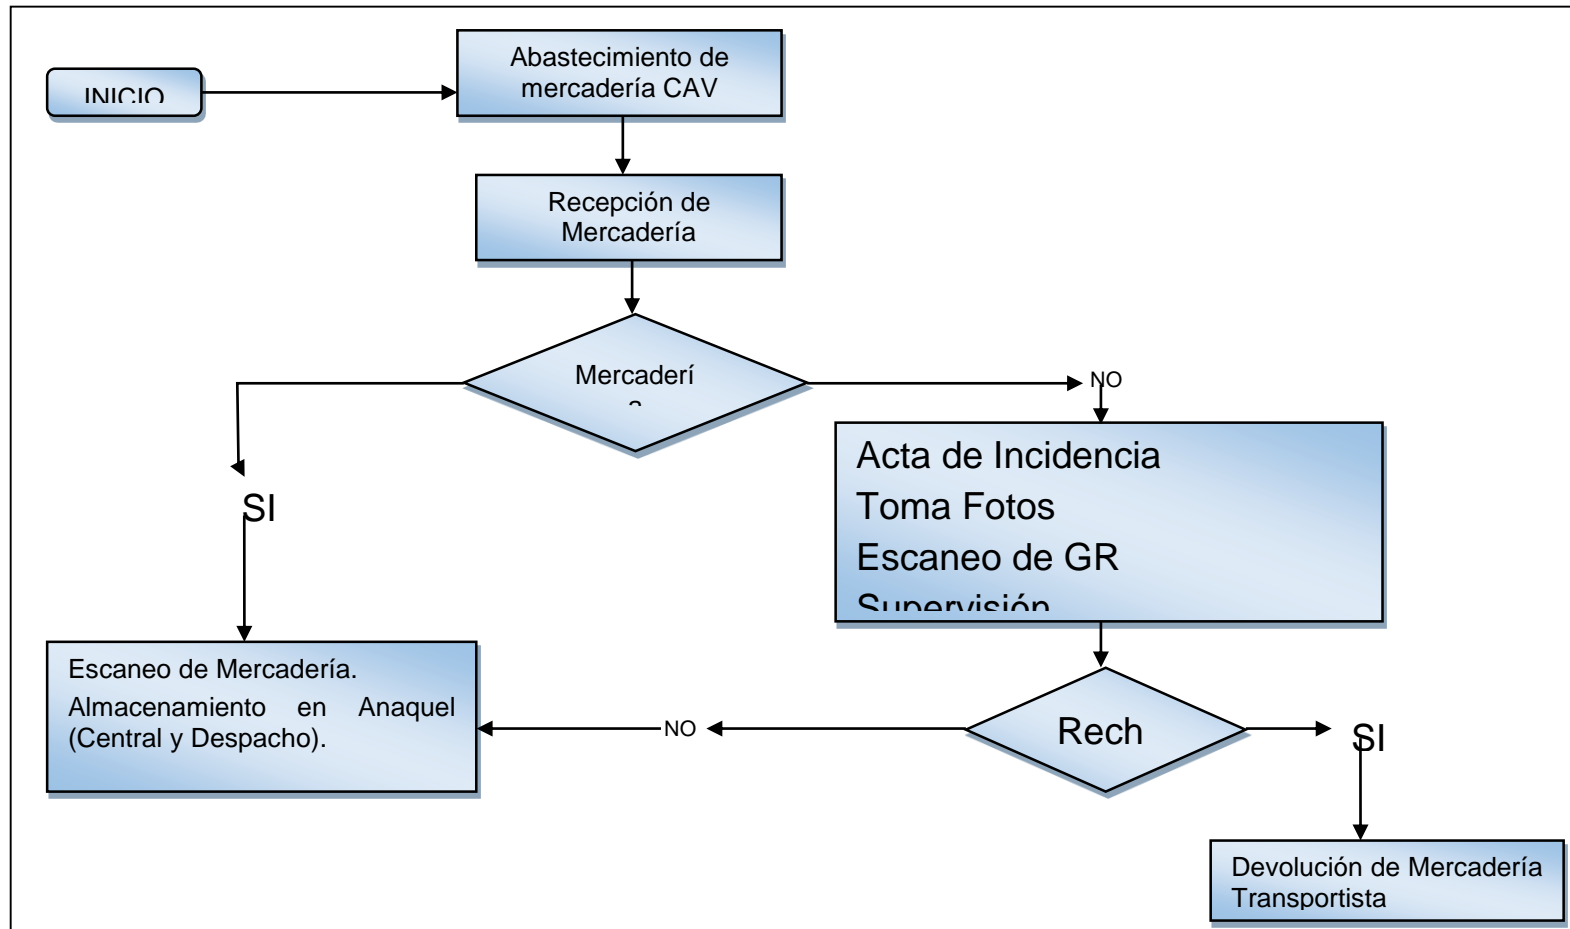 INICIO
Abastecimiento de
mercadería CAV
Recepción de
Mercadería
Mercaderí
a
NO
SI
Acta de Incidencia
Toma Fotos
Escaneo de GR
Supervisión
Escaneo de Mercadería.
Almacenamiento en Anaquel
(Central y Despacho).
NO
Rech
SI
Devolución de Mercadería
Transportista